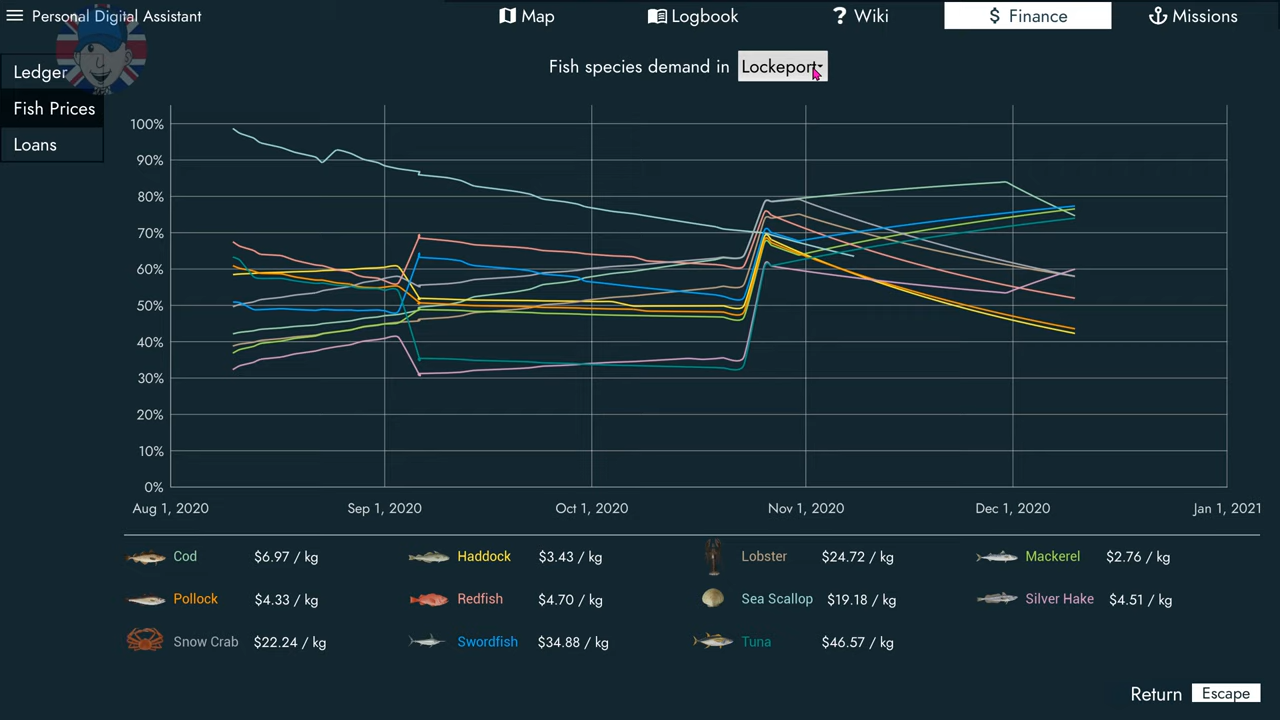 Personal Digital Assistant
Map
Logbook
? Wiki
$ Finance
Missions
Ledger
Fish Prices
Loans
Fish species demand in Lockeport
100%
90%
80%
70%
60%
50%
40%
30%
20%
10%
0%
Aug 1, 2020 Sep 1, 2020 Oct 1, 2020 Nov 1, 2020 Dec 1, 2020 Jan 1, 2021
Cod $6.97 / kg Haddock $3.43 / kg Lobster $24.72 / kg Mackerel $2.76 / kg
Pollock $4.33 / kg Redfish $4.70 / kg Sea Scallop $19.18 / kg Silver Hake $4.51 / kg
Snow Crab $22.24 / kg Swordfish $34.88 / kg Tuna $46.57 / kg
Return Escape